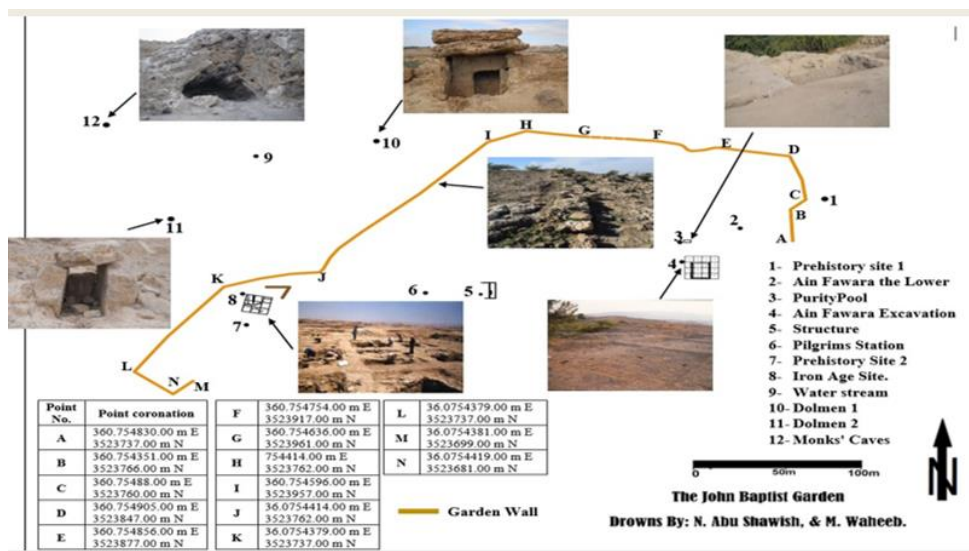 12
10
H
I
G
F
E
D
9
C
1
B
11
2
A
3
K
J
4
8
6
5
7
L
N
M
1- Prehistory site 1
2- Ain Fawara the Lower
3- PurityPool
4- Ain Fawara Excavation
5- Structure
6- Pilgrims Station
7- Prehistory Site 2
8- Iron Age Site.
9- Water stream
10- Dolmen 1
11- Dolmen 2
12- Monks' Caves
Point No. Point coronation
A 360.754830.00 m E
3523737.00 m N
B 360.754351.00 m E
3523766.00 m N
C 360.75488.00 m E
3523760.00 m N
D 360.754905.00 m E
3523847.00 m N
E 360.754856.00 m E
3523877.00 m N
F 360.754754.00 m E
3523917.00 m N
G 360.754636.00 m E
3523961.00 m N
H 754414.00 m E
3523762.00 m N
I 360.754596.00 m E
3523957.00 m N
J 36.0754414.00 m E
3523762.00 m N
K 36.0754379.00 m E
3523737.00 m N
L 36.0754379.00 m E
3523737.00 m N
M 36.0754381.00 m E
3523699.00 m N
N 36.0754419.00 m E
3523681.00 m N
Garden Wall
0 50m 100m
N
The John Baptist Garden
Drowns By: N. Abu Shawish, & M. Waheeb.